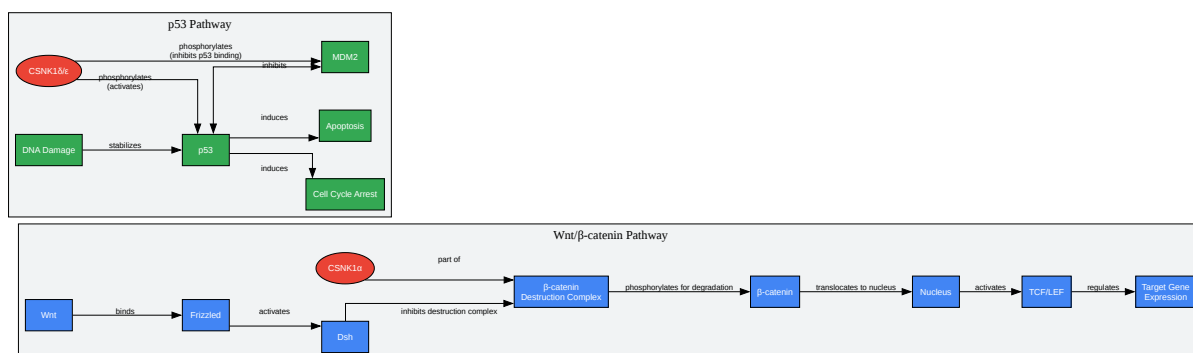 p53 Pathway
phosphorylates
(inhibits p53 binding)
MDM2
CSNK1δ/ε
inhibits
phosphorylates
(activates)
induces
Apoptosis
DNA Damage
stabilizes
p53
induces
Cell Cycle Arrest
Wnt/β-catenin Pathway
CSNK1α
part of
β-catenin
Destruction Complex
phosphorylates for degradation
β-catenin
translocates to nucleus
Nucleus
activates
TCF/LEF
regulates
Target Gene
Expression
Wnt
binds
Frizzled
activates
inhibits destruction complex
Dsh